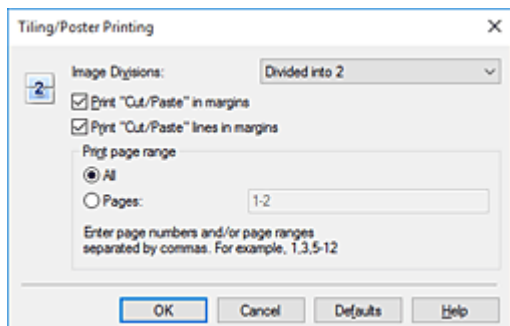 Tiling/Poster Printing
Image Divisions: Divided into 2
2
Print "Cut/Paste" in margins
Print "Cut/Paste" lines in margins
Print page range
All
Pages: 1-2
Enter page numbers and/or page ranges
separated by commas. For example, 1,3,5-12
OK Cancel Defaults Help